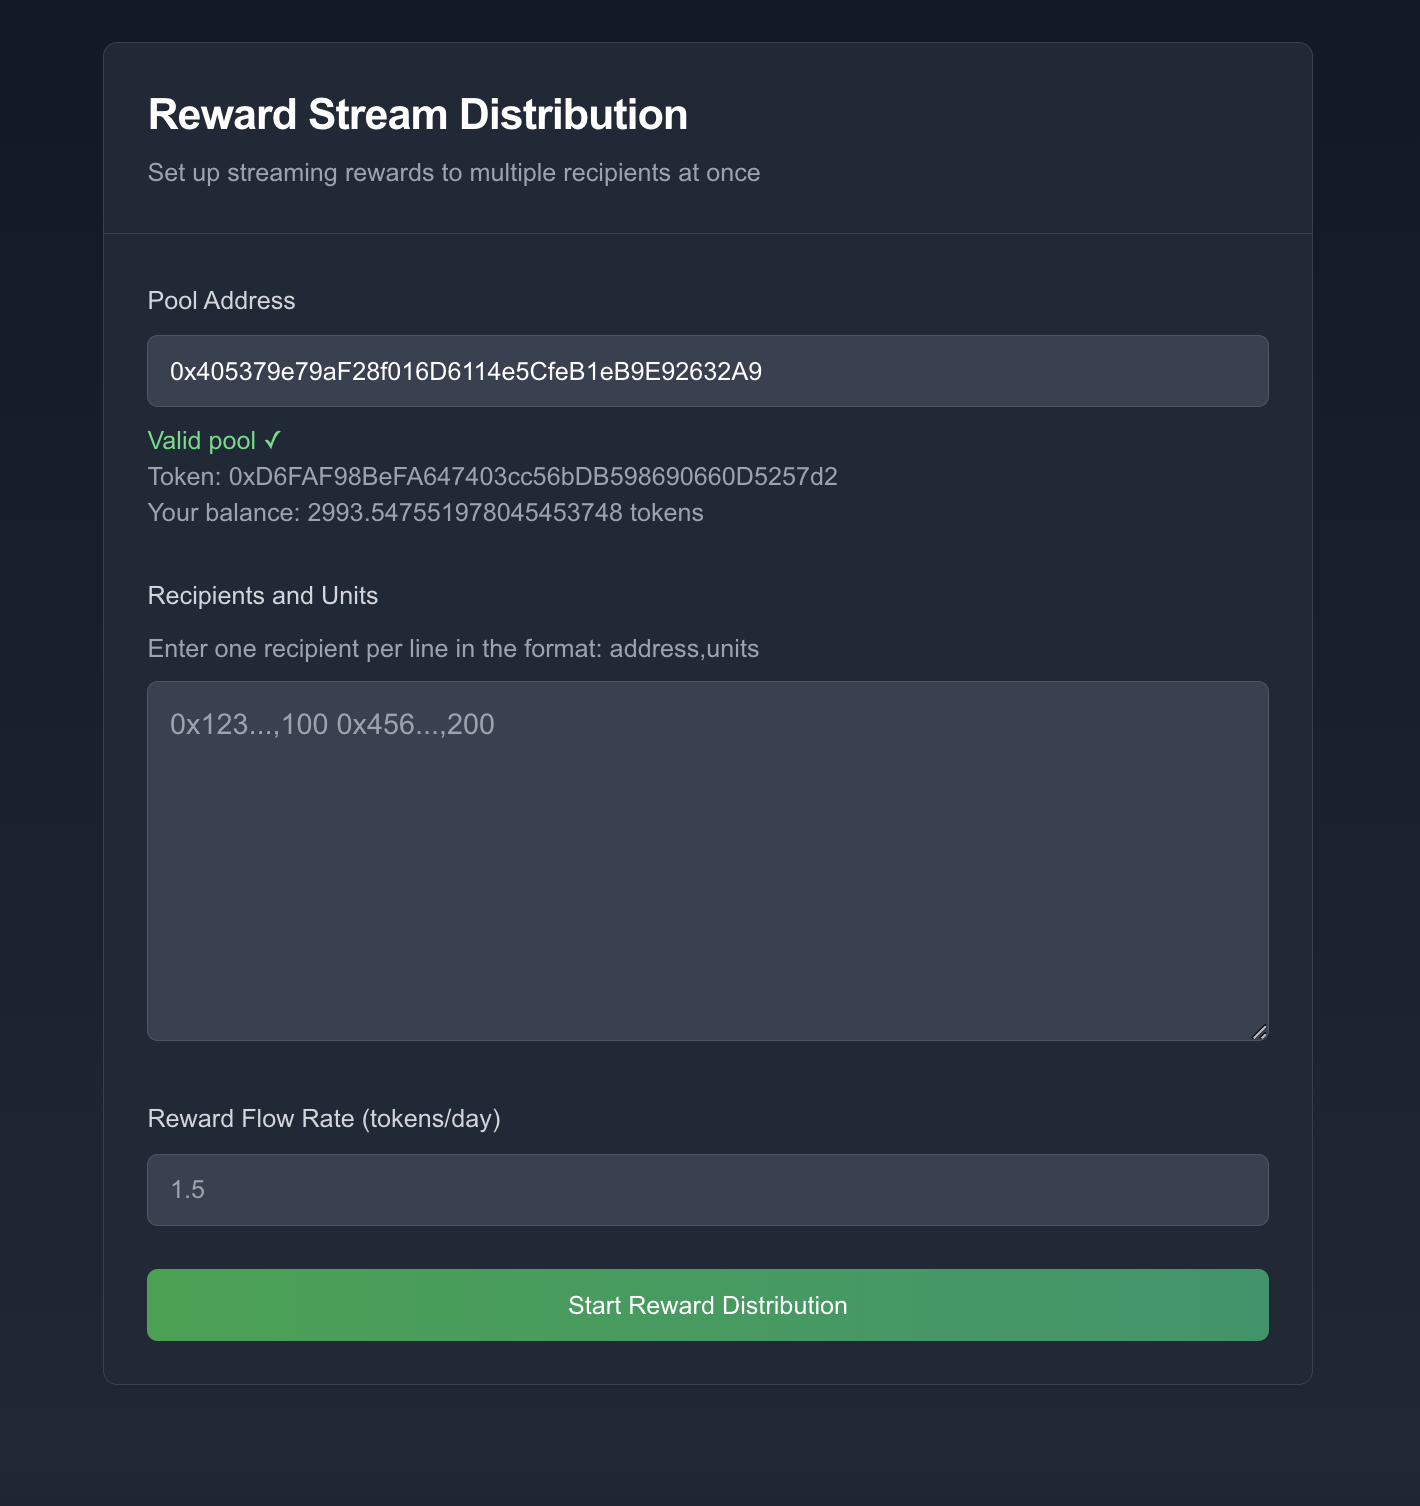 Reward Stream Distribution
Set up streaming rewards to multiple recipients at once
Pool Address
0x405379e79aF28f016D6114e5CfeB1eB9E92632A9
Valid pool ✓
Token: 0xD6FAF98BeFA647403cc56bDB598690660D5257d2
Your balance: 2993.547551978045453748 tokens
Recipients and Units
Enter one recipient per line in the format: address,units
0x123...,100 0x456...,200
Reward Flow Rate (tokens/day)
1.5
Start Reward Distribution